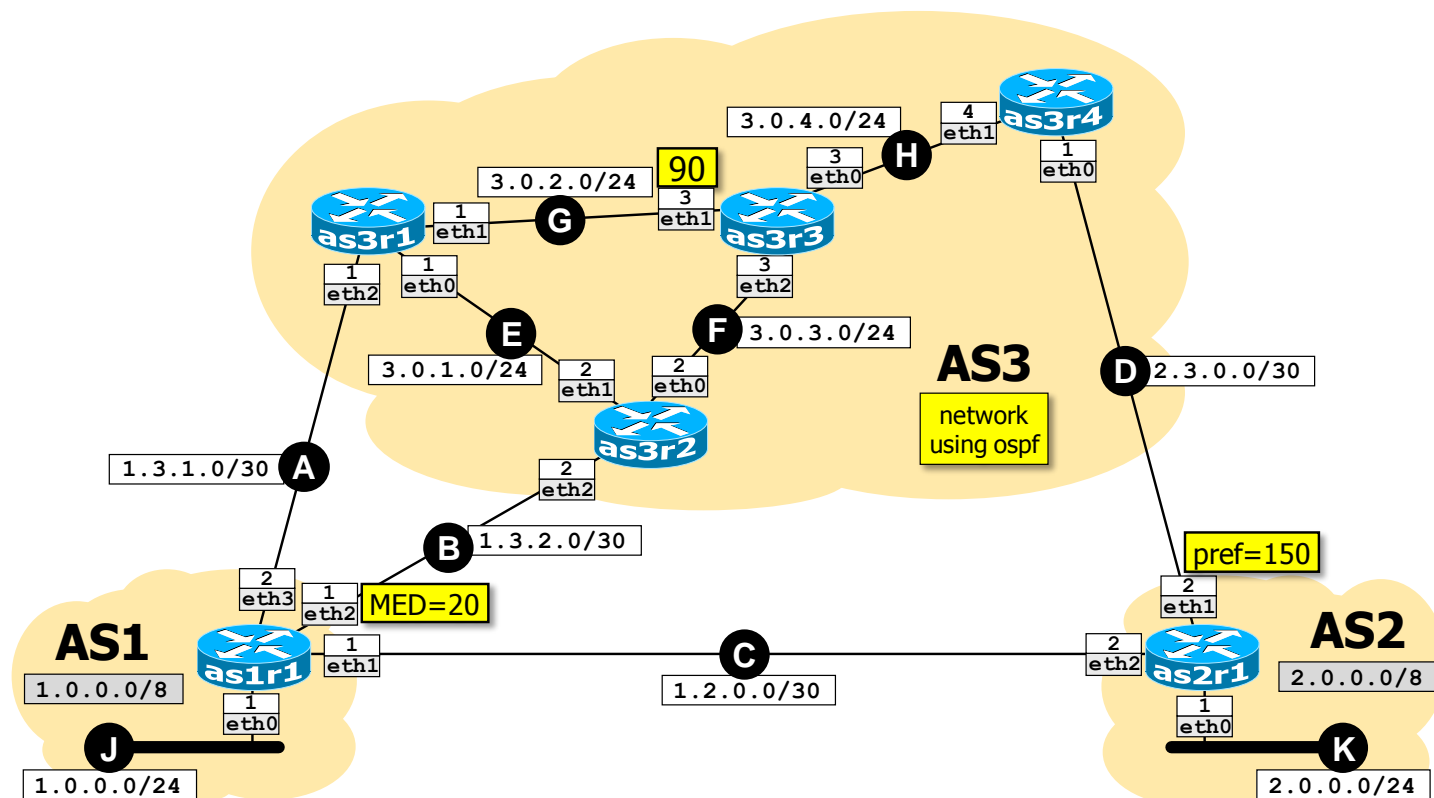 as3r4
4
eth1
1
eth0
3.0.4.0/24
H
3
eth0
90
3.0.2.0/24
3
eth1
as3r3
G
as3r1
1
eth1
1
eth2
1
eth0
3
eth2
E
F
3.0.3.0/24
3.0.1.0/24
2
eth1
2
eth0
AS3
network
using ospf
D
2.3.0.0/30
as3r2
1.3.1.0/30
A
2
eth2
B
1.3.2.0/30
pref=150
2
eth3
1
eth2
MED=20
2
eth1
AS1
1.0.0.0/8
as1r1
1
eth1
C
1.2.0.0/30
2
eth2
as2r1
AS2
2.0.0.0/8
1
eth0
J
1.0.0.0/24
1
eth0
K
2.0.0.0/24